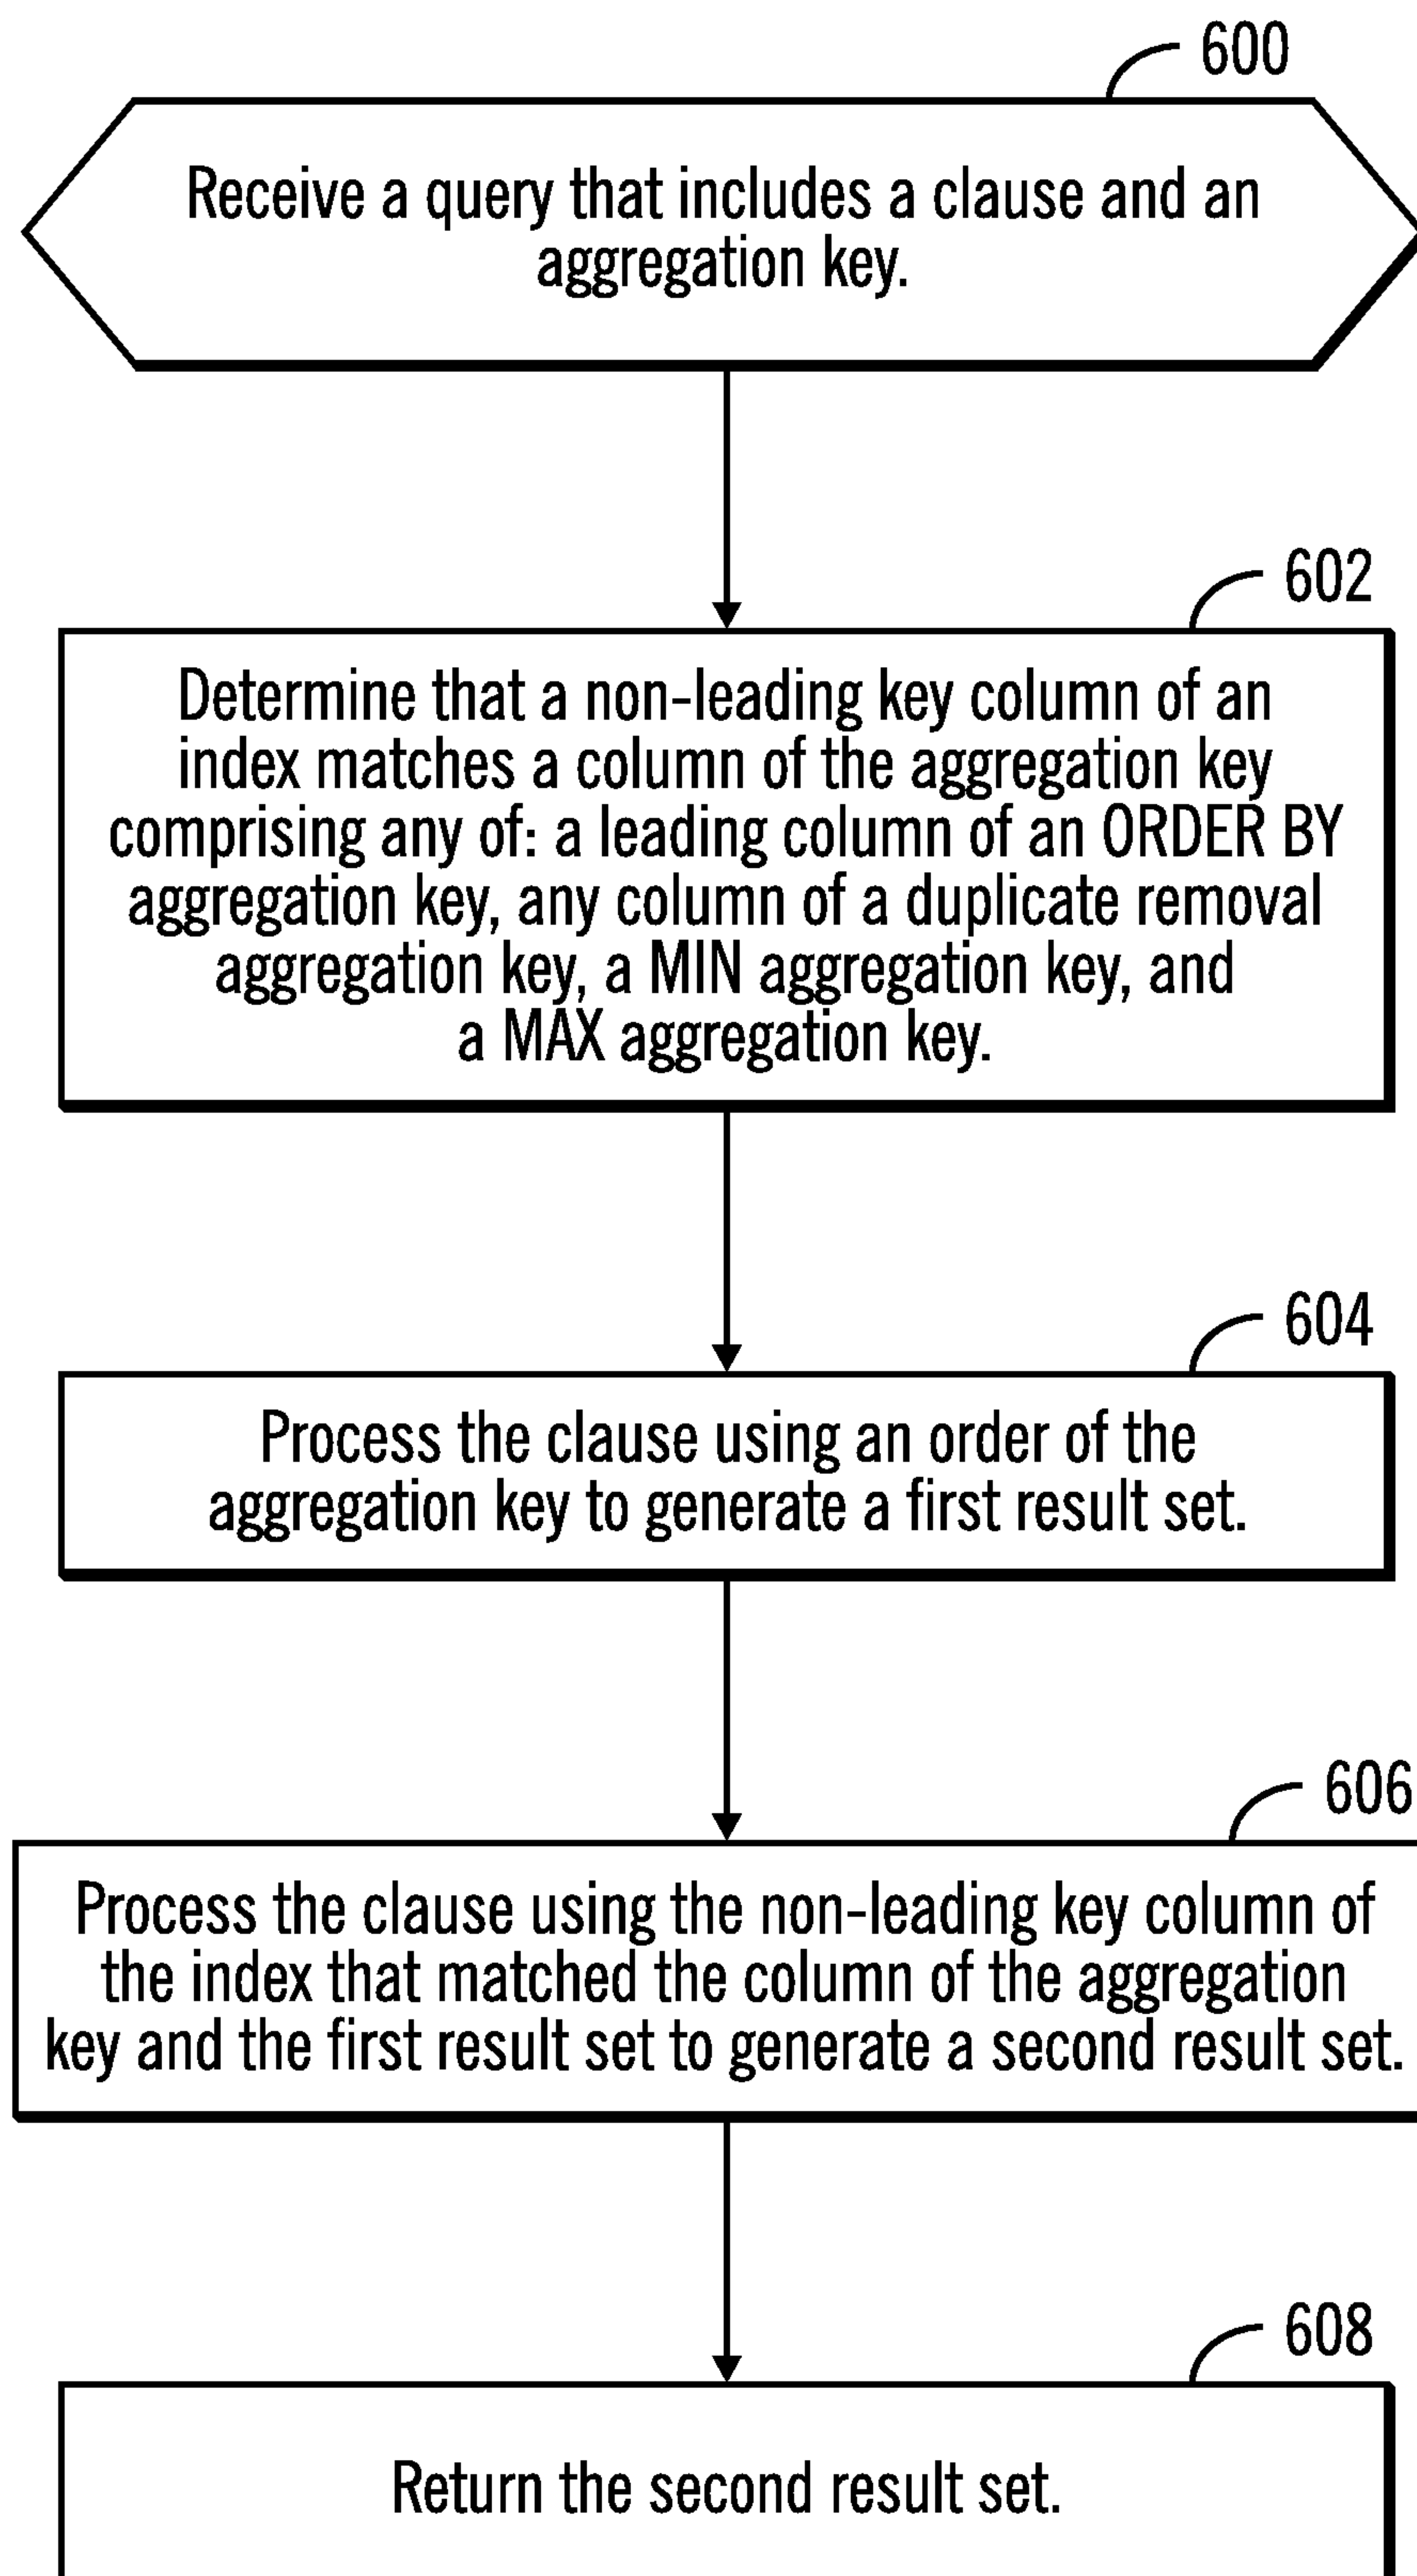 600
Receive a query that includes a clause and an
aggregation key.
602
Determine that a non-leading key column of an
index matches a column of the aggregation key
comprising any of: a leading column of an ORDER BY
aggregation key, any column of a duplicate removal
aggregation key, a MIN aggregation key, and
a MAX aggregation key.
604
Process the clause using an order of the
aggregation key to generate a first result set.
606
Process the clause using the non-leading key column of
the index that matched the column of the aggregation
key and the first result set to generate a second result set.
608
Return the second result set.